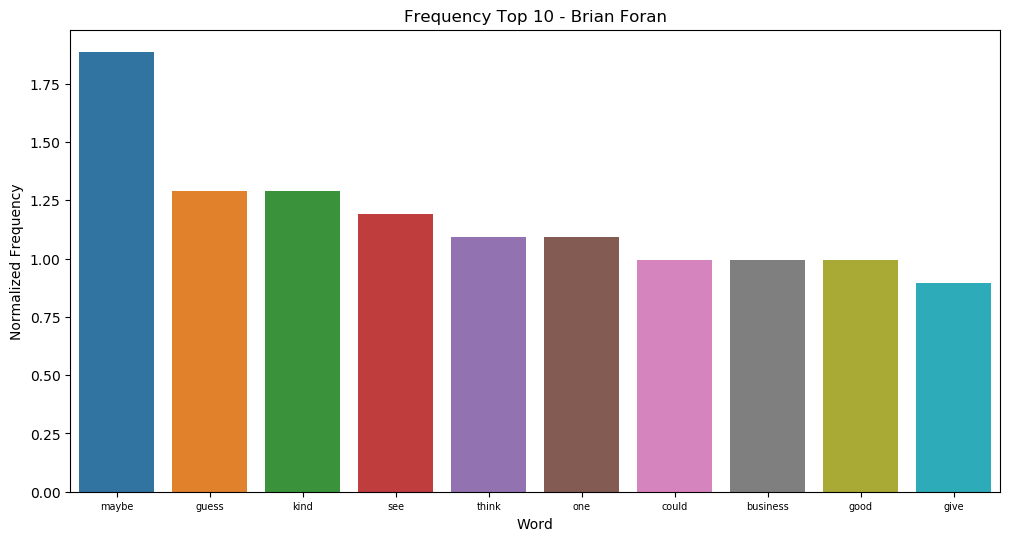 Frequency Top 10 - Brian Foran
Normalized Frequency
1.75
1.50
1.25
1.00
0.75
0.50
0.25
0.00
maybe guess kind see think one could business good give
Word